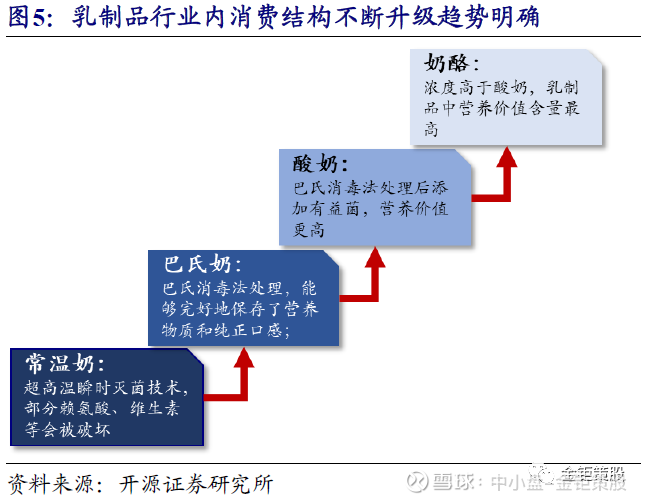 图5：乳制品行业内消费结构不断升级趋势明确
奶酪：
浓度高于酸奶，乳制
品中营养价值含量最
高
酸奶：
巴氏消毒法处理后添
加有益菌，营养价值
更高
巴氏奶：
巴氏消毒法处理，能
够完好地保存了营养
物质和纯正口感；
常温奶：
超高温瞬时灭菌技术，
部分赖氨酸、维生素
等会被破坏
金钜策股
资料来源：开源证券研究所
雪球：中小盘-金钜策股